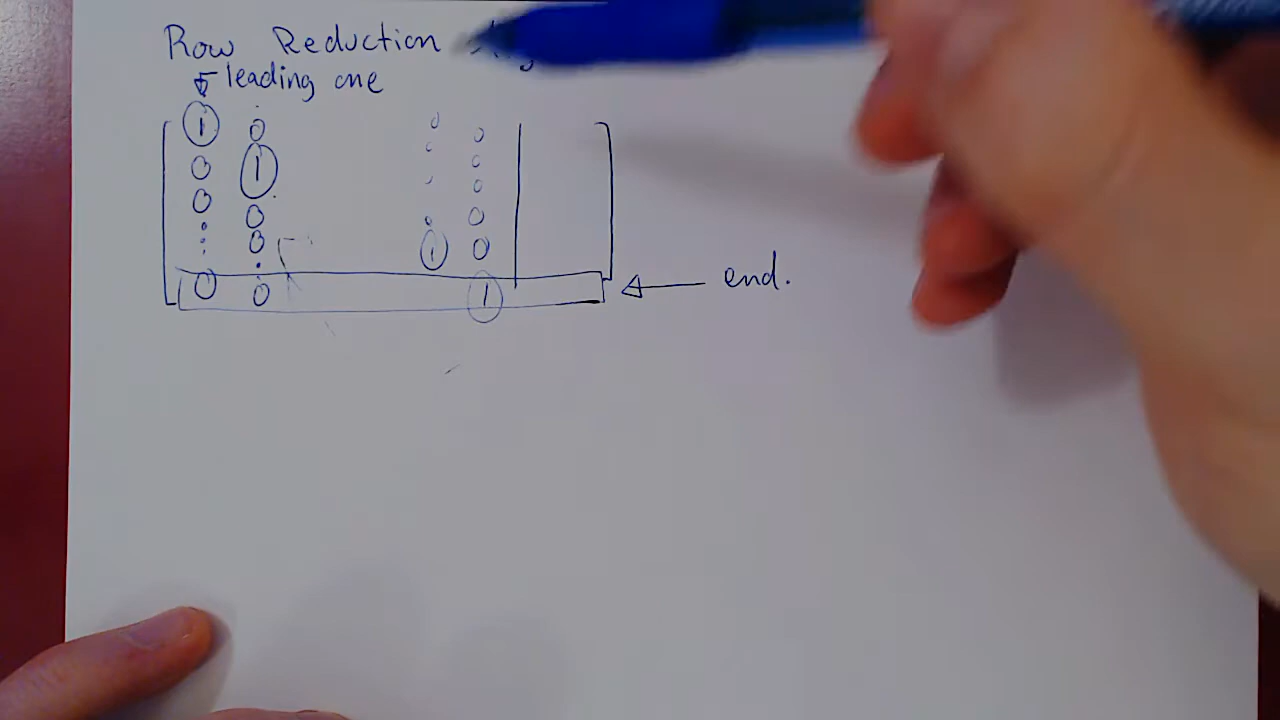 Row Reduction
leading one
1 0 0 0
0 1 0
0 0 0
0 0
0 1 0
0 0 1
end.